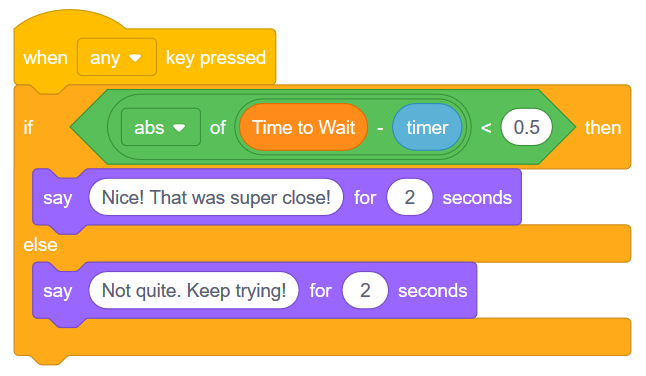 when any key pressed
if abs of Time to Wait - timer < 0.5 then
say Nice! That was super close! for 2 seconds
else
say Not quite. Keep trying! for 2 seconds